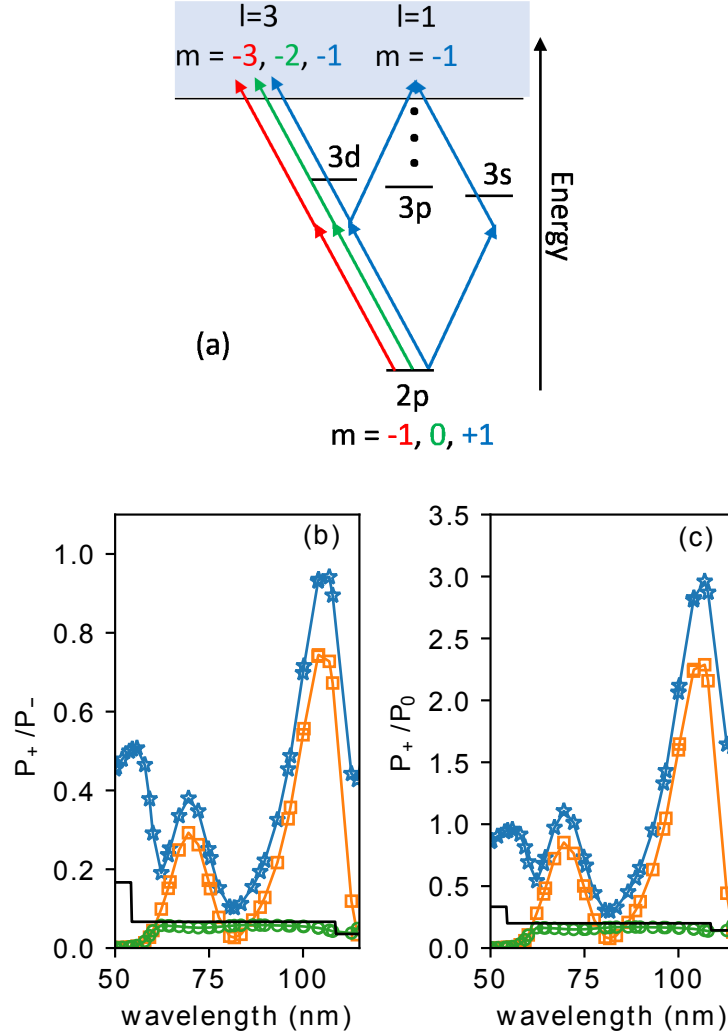 l=3 l=1
m = -3, -2, -1 m = -1
3d
3s
3p
Energy
(a)
2p
m = -1, 0, +1
(b)
1.0
0.8
0.6
0.4
0.2
0.0
P₊/P₋
50 75 100
wavelength (nm)
(c)
3.5
3.0
2.5
2.0
1.5
1.0
0.5
0.0
P₊/P₀
50 75 100
wavelength (nm)